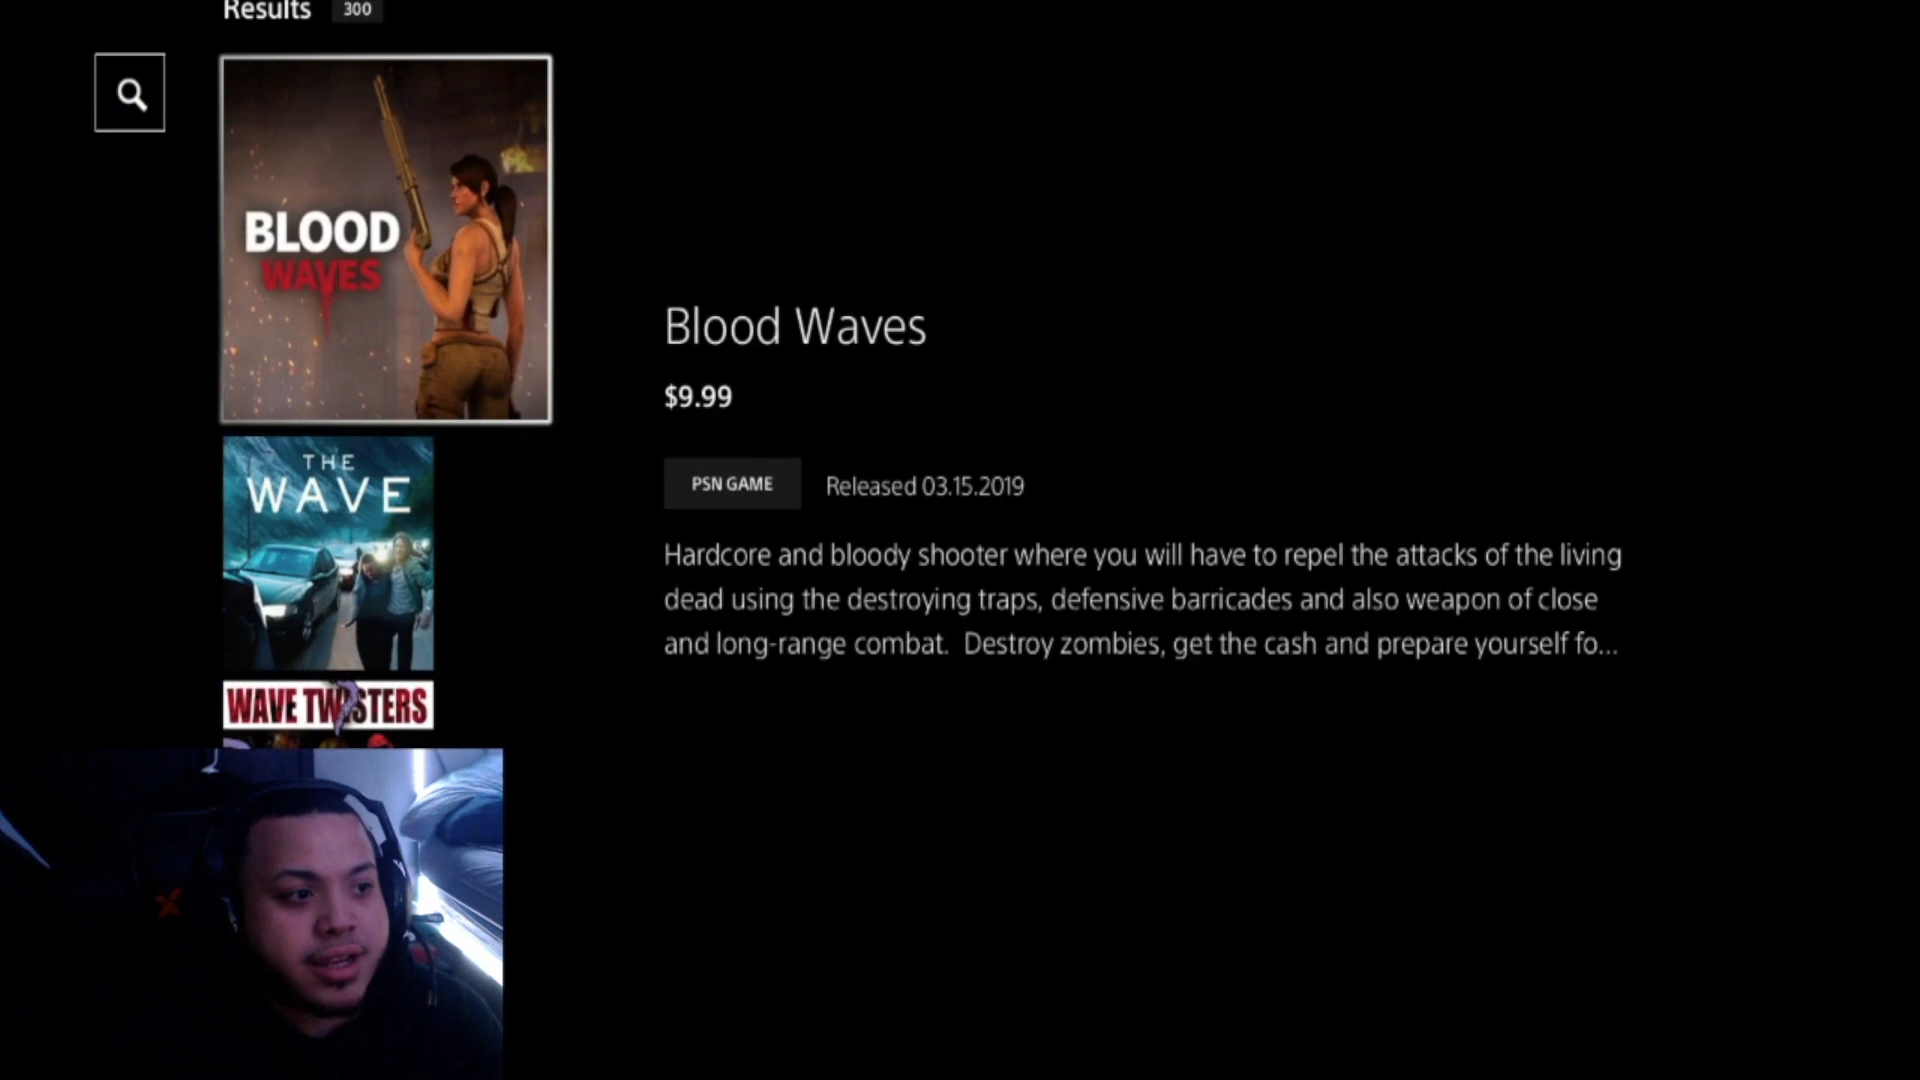 Results 300
BLOOD
WAVES
Blood Waves
$9.99
PSN GAME Released 03.15.2019
Hardcore and bloody shooter where you will have to repel the attacks of the living
dead using the destroying traps, defensive barricades and also weapon of close
and long-range combat.  Destroy zombies, get the cash and prepare yourself fo...
THE
WAVE
WAVE TWISTERS